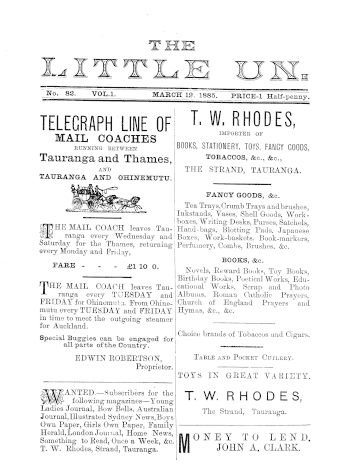 THE
LITTLE UN.
No. 82. VOL.1. MARCH 12. 1885. PRICE-1 Half-penny.
TELEGRAPH LINE OF
MAIL COACHES
RUNNING BETWEEN
Tauranga and Thames,
AND
TAURANGA AND OHINEMUTU.
THE MAIL COACH leaves Tau-
ranga every Wednesday and
Saturday for the Thames, returning
every Monday and Friday,
FARE - - - £1 10 0.
THE MAIL COACH leaves Tau-
ranga every TUESDAY and
FRIDAY for Ohinemutu. From Ohine-
mutu every TUESDAY and FRIDAY
in time to meet the outgoing steamer
for Auckland.
Special Buggies can be engaged for
all parts of the Country.
EDWIN ROBERTSON,
Proprietor.
WANTED.—Subscribers for the
following magazines—Young
Ladies Journal, Bow Bells, Australian
Journal, Illustrated Sydney News, Boys
Own Paper, Girls Own Paper, Family
Herald, London Journal, Home News,
Something to Read, Once a Week, &c.
T. W. Rhodes, Strand, Tauranga.
T. W. RHODES,
IMPORTER OF
BOOKS, STATIONERY, TOYS, FANCY GOODS,
TOBACCOS, &c., &c.,
THE STRAND, TAURANGA.
FANCY GOODS, &c.
Tea Trays, Crumb Trays and brushes,
Inkstands, Vases, Shell Goods, Work-
boxes, Writing Desks, Purses, Satchels,
Hand-bags, Blotting Pads, Japanese
Boxes, Work-baskets, Book-markers,
Perfumery, Combs, Brushes, &c.
BOOKS, &c.
Novels, Reward Books, Toy Books,
Birthday Books, Poetical Works, Edu-
cational Works, Scrap and Photo
Albums, Roman Catholic Prayers,
Church of England Prayers and
Hymns, &c., &c.
Choice brands of Tobaccos and Cigars.
TABLE AND POCKET CUTLERY.
TOYS IN GREAT VARIETY.
T. W. RHODES,
The Strand, Tauranga.
MONEY TO LEND.
JOHN A. CLARK.